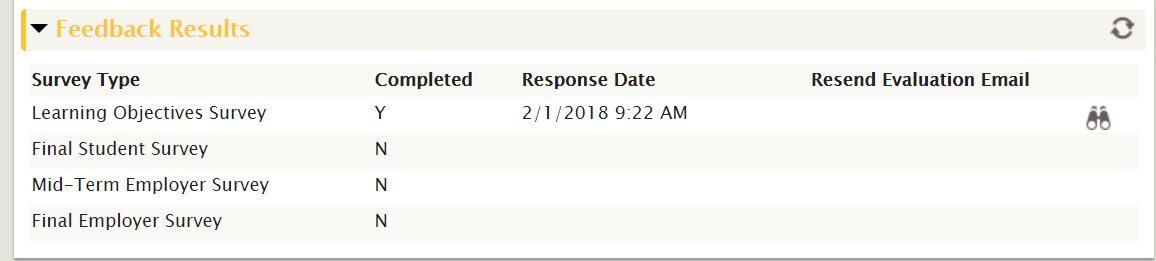 Feedback Results
Survey Type Completed Response Date Resend Evaluation Email
Learning Objectives Survey Y 2/1/2018 9:22 AM
Final Student Survey N
Mid-Term Employer Survey N
Final Employer Survey N